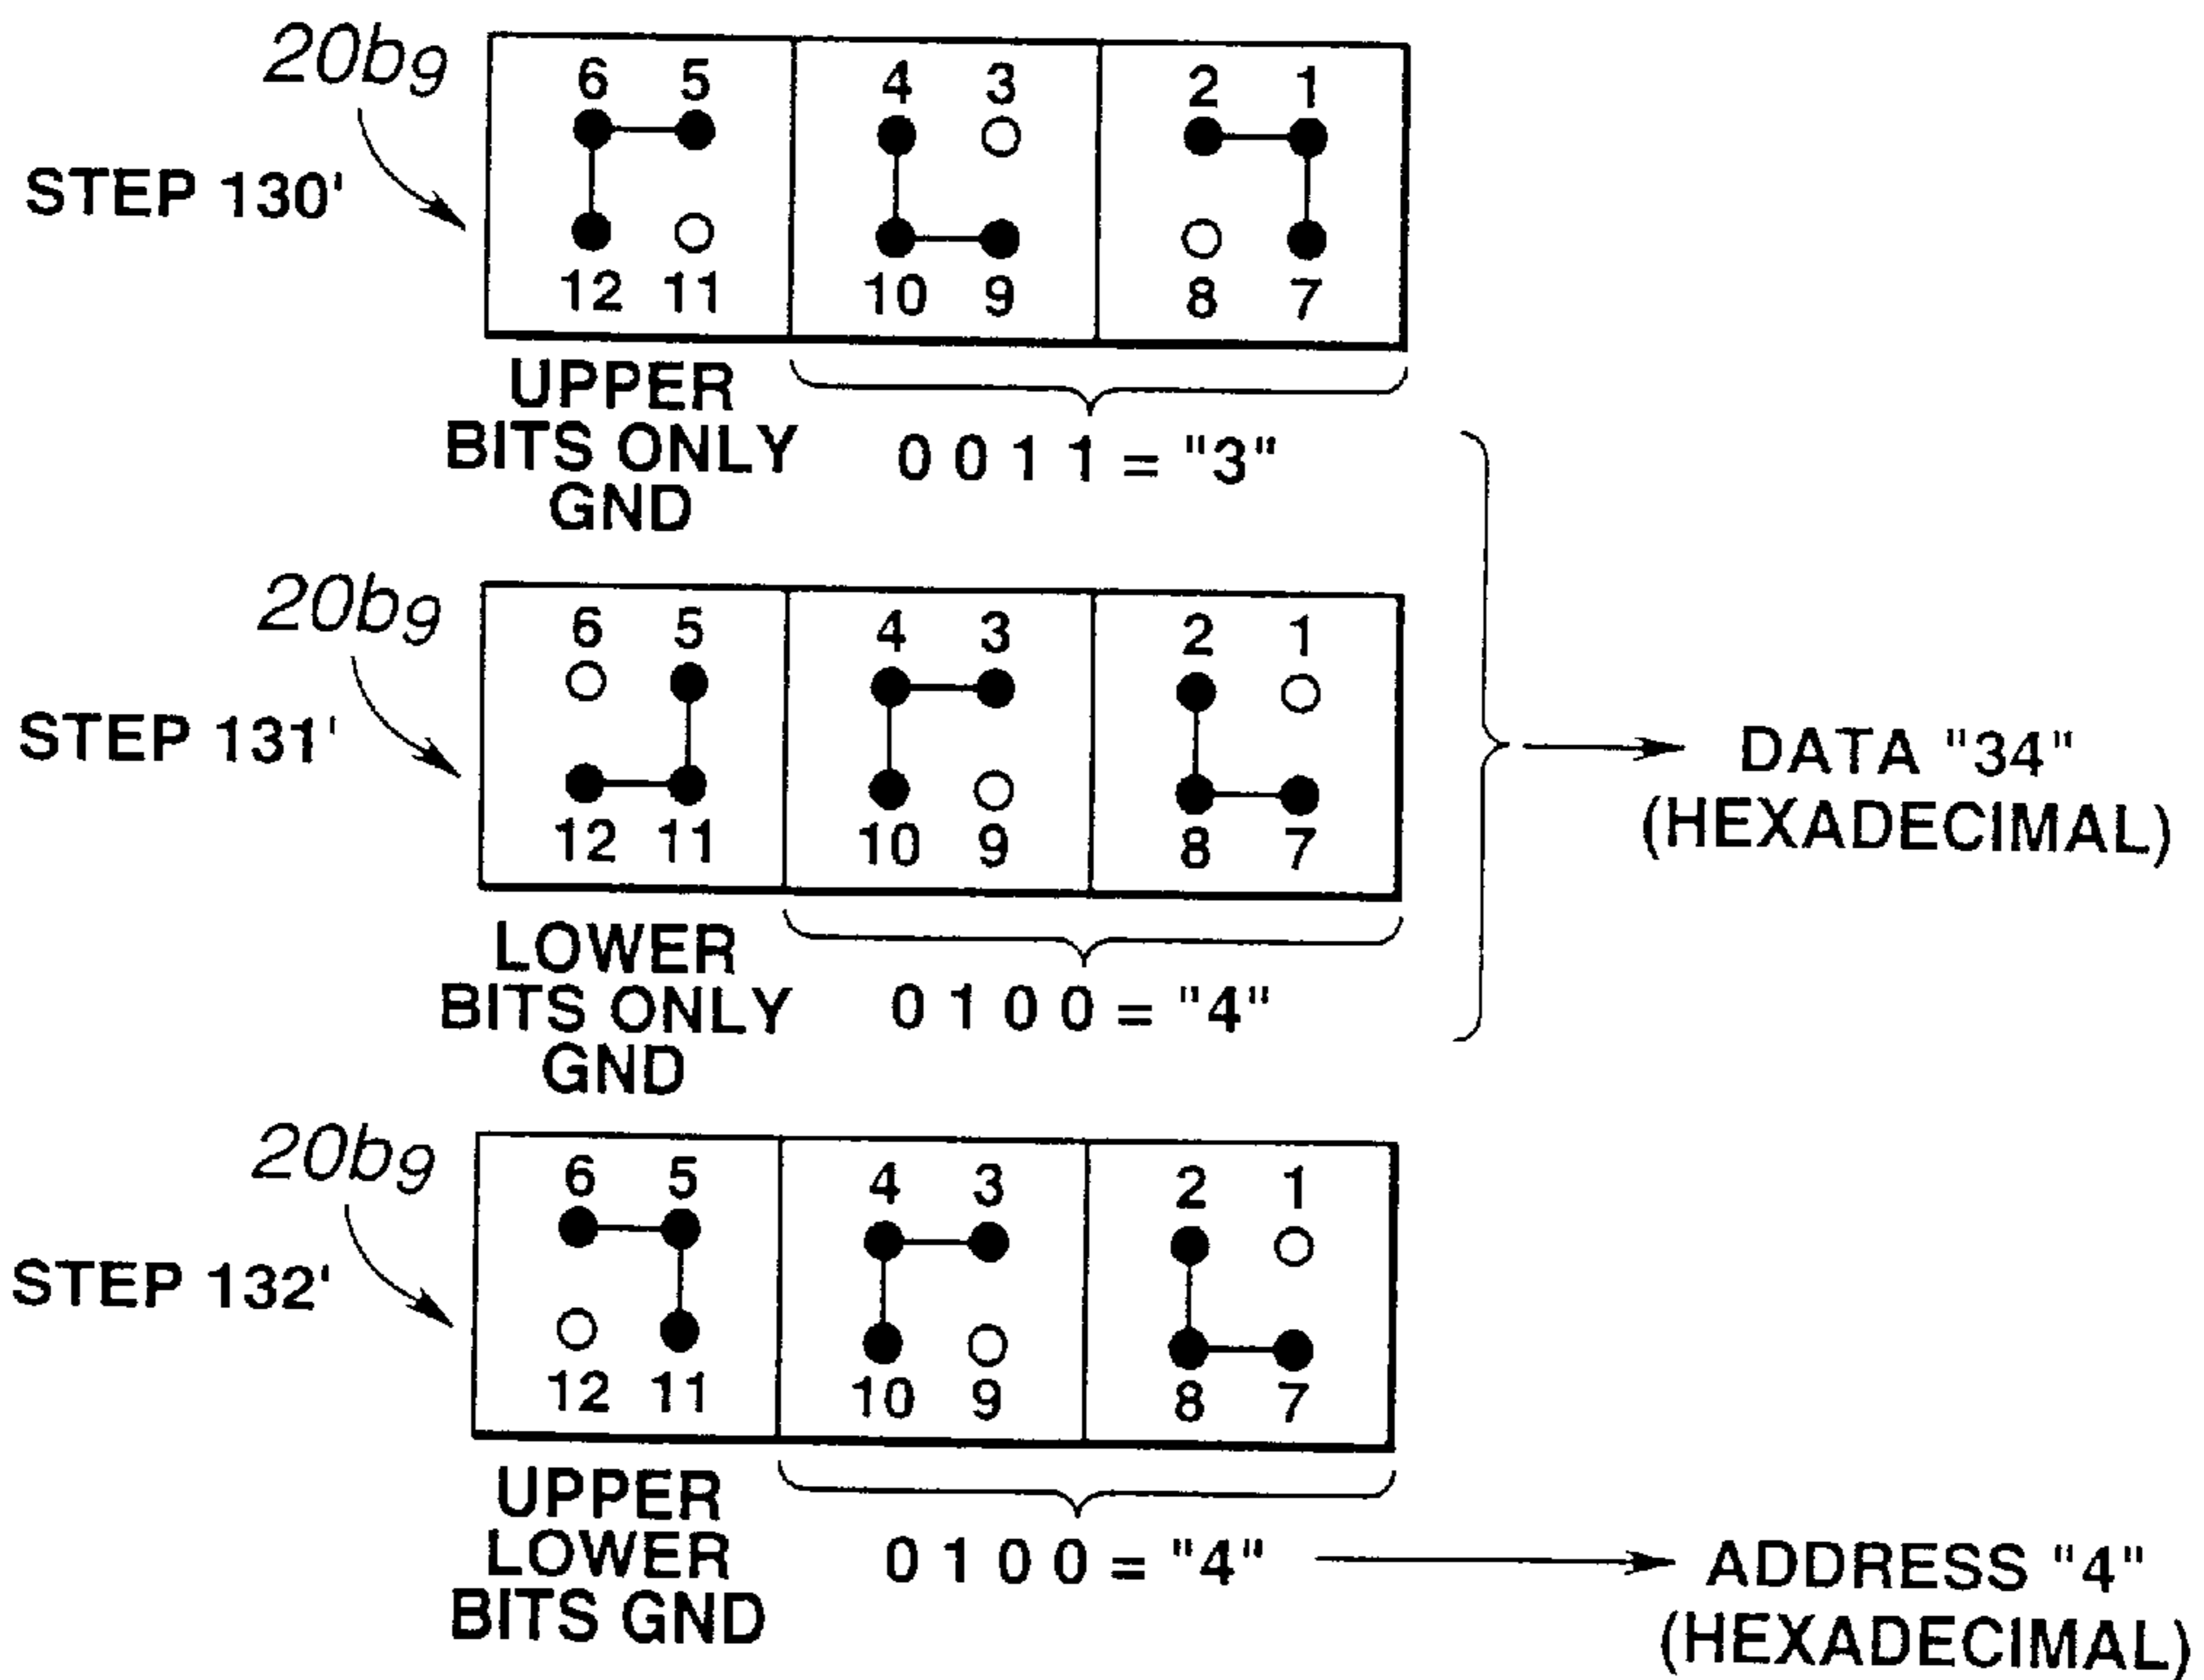 20b9
6 5 4 3 2 1
STEP 130'
12 11 10 9 8 7
UPPER
BITS ONLY
GND
0 0 1 1 = "3"
20b9
6 5 4 3 2 1
STEP 131'
12 11 10 9 8 7
LOWER
BITS ONLY
GND
0 1 0 0 = "4"
DATA "34"
(HEXADECIMAL)
20b9
6 5 4 3 2 1
STEP 132'
12 11 10 9 8 7
UPPER
LOWER
BITS GND
0 1 0 0 = "4"
ADDRESS "4"
(HEXADECIMAL)